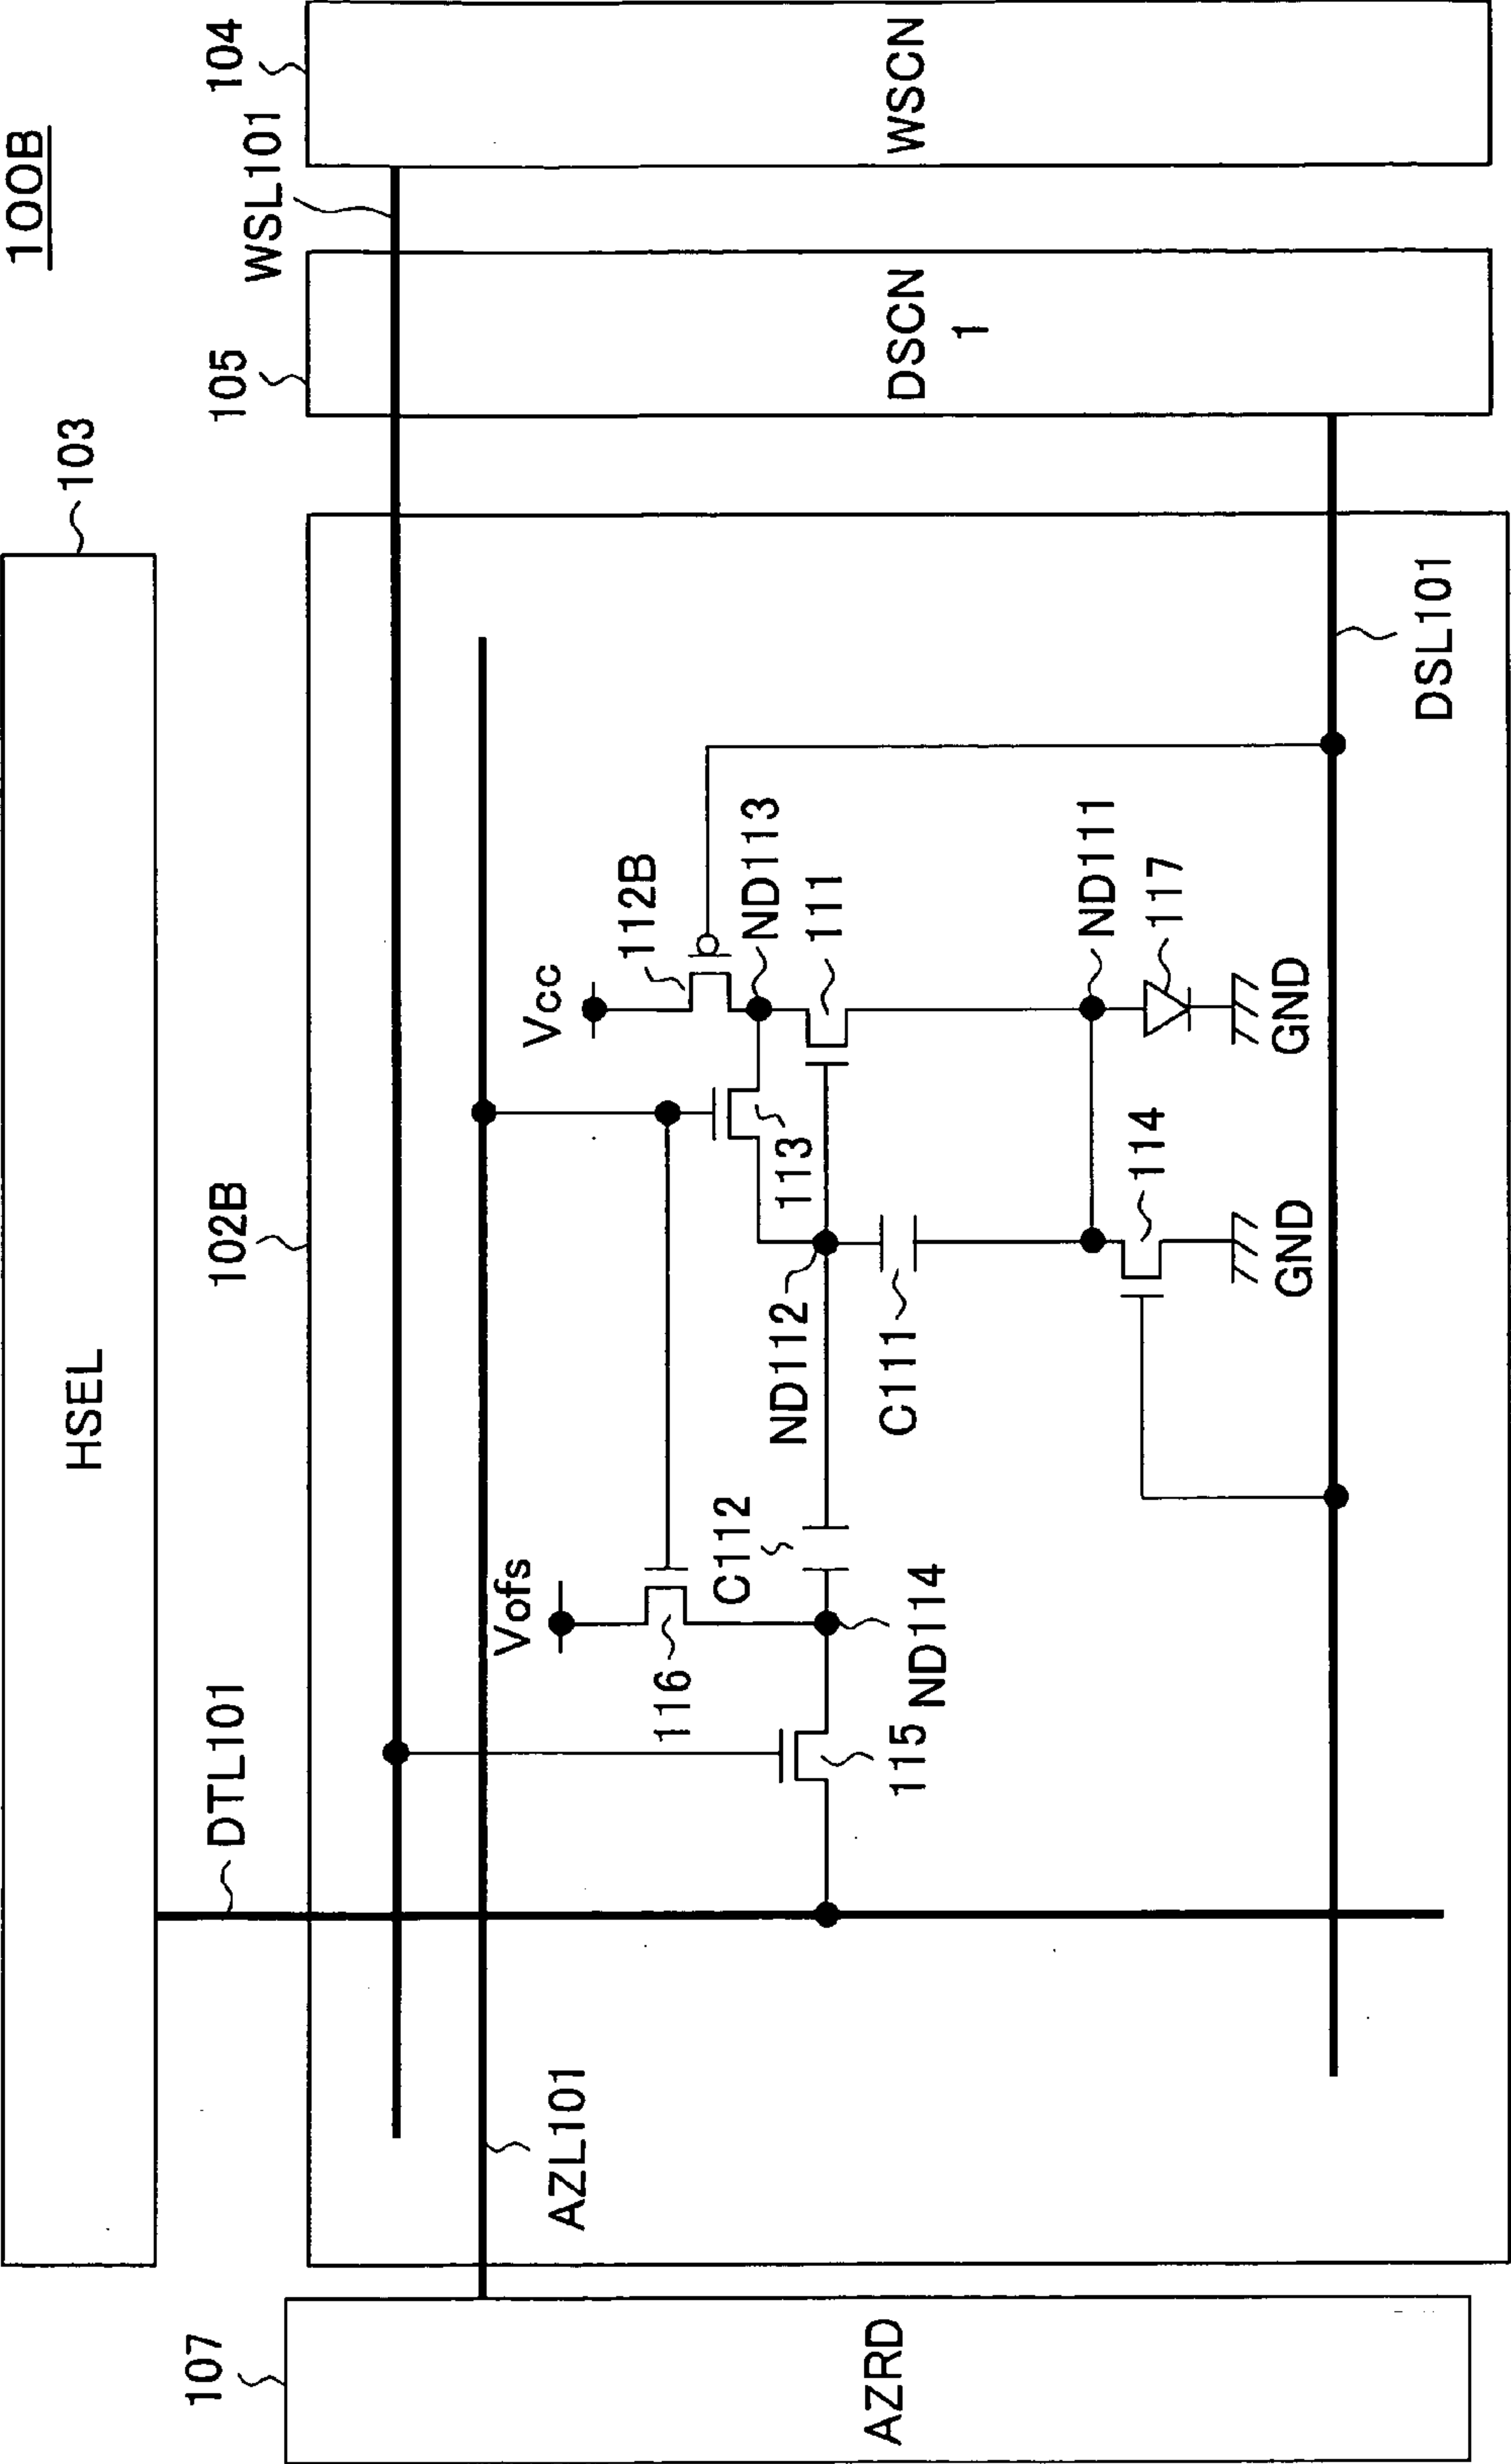 100B
103
HSEL
DTL101
102B
105
WSL101
104
107
AZRD
AZL101
Vofs
Vcc
112B
116
C112
113
ND113
ND112
111
115
ND114
C111
ND111
114
117
GND
GND
DSL101
DSCN
1
WSCN